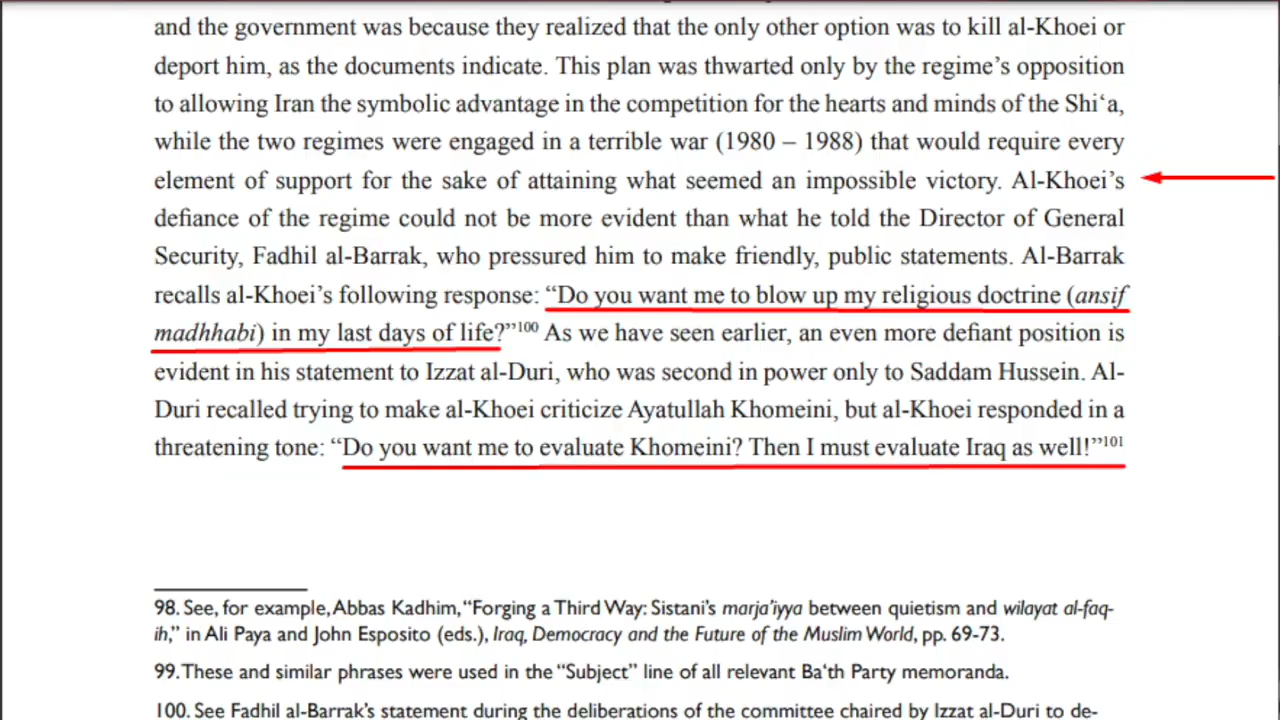 and the government was because they realized that the only other option was to kill al-Khoei or
deport him, as the documents indicate. This plan was thwarted only by the regime’s opposition
to allowing Iran the symbolic advantage in the competition for the hearts and minds of the Shi‘a,
while the two regimes were engaged in a terrible war (1980 – 1988) that would require every
element of support for the sake of attaining what seemed an impossible victory. Al-Khoei’s
defiance of the regime could not be more evident than what he told the Director of General
Security, Fadhil al-Barrak, who pressured him to make friendly, public statements. Al-Barrak
recalls al-Khoei’s following response: “Do you want me to blow up my religious doctrine (ansif
madhhabi) in my last days of life?”100 As we have seen earlier, an even more defiant position is
evident in his statement to Izzat al-Duri, who was second in power only to Saddam Hussein. Al-
Duri recalled trying to make al-Khoei criticize Ayatullah Khomeini, but al-Khoei responded in a
threatening tone: “Do you want me to evaluate Khomeini? Then I must evaluate Iraq as well!”101
98. See, for example, Abbas Kadhim, “Forging a Third Way: Sistani’s marja’iyya between quietism and wilayat al-faq-
ih,” in Ali Paya and John Esposito (eds.), Iraq, Democracy and the Future of the Muslim World, pp. 69-73.
99. These and similar phrases were used in the “Subject” line of all relevant Ba‘th Party memoranda.
100. See Fadhil al-Barrak’s statement during the deliberations of the committee chaired by Izzat al-Duri to de-